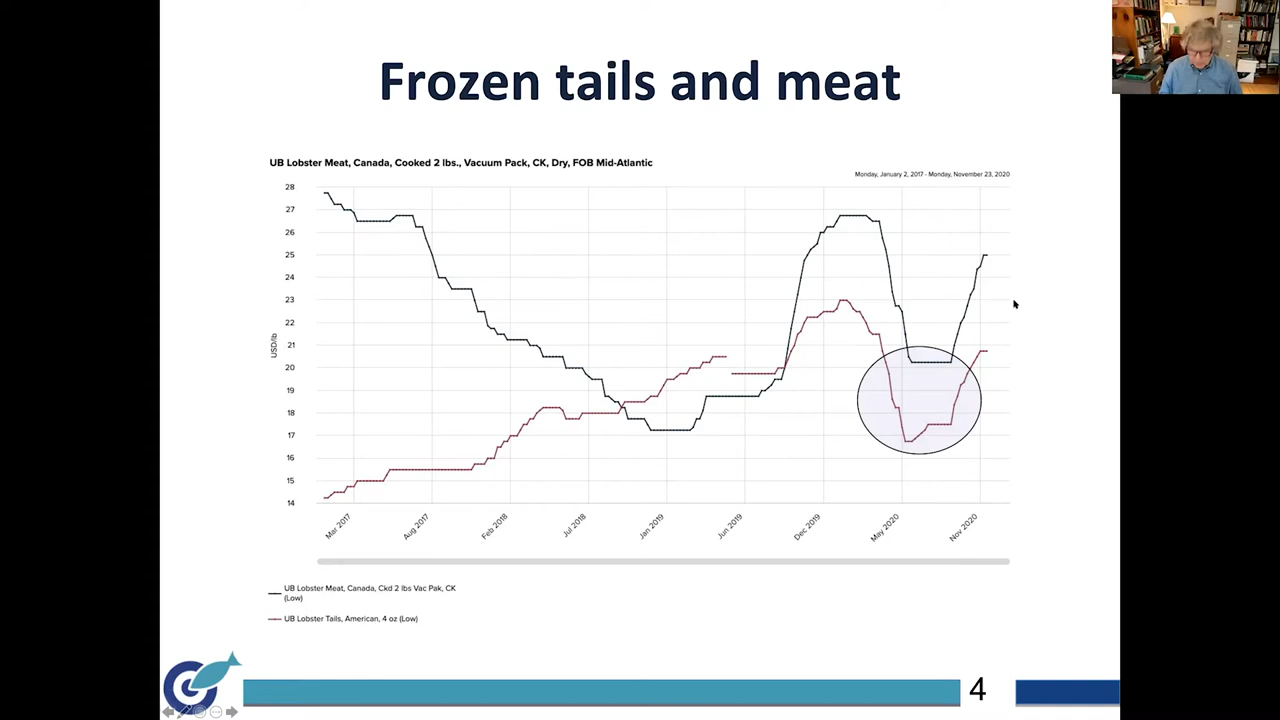 Frozen tails and meat
UB Lobster Meat, Canada, Cooked 2 lbs., Vacuum Pack, CK, Dry, FOB Mid-Atlantic
Monday, January 2, 2017 - Monday, November 23, 2020
28
27
26
25
24
23
22
21
20
19
18
17
16
15
14
USD/lb
Mar 2017
Aug 2017
Feb 2018
Jul 2018
Jan 2019
Jun 2019
Dec 2019
May 2020
Nov 2020
UB Lobster Meat, Canada, Ckd 2 lbs Vac Pak, CK
(Low)
UB Lobster Tails, American, 4 oz (Low)
4